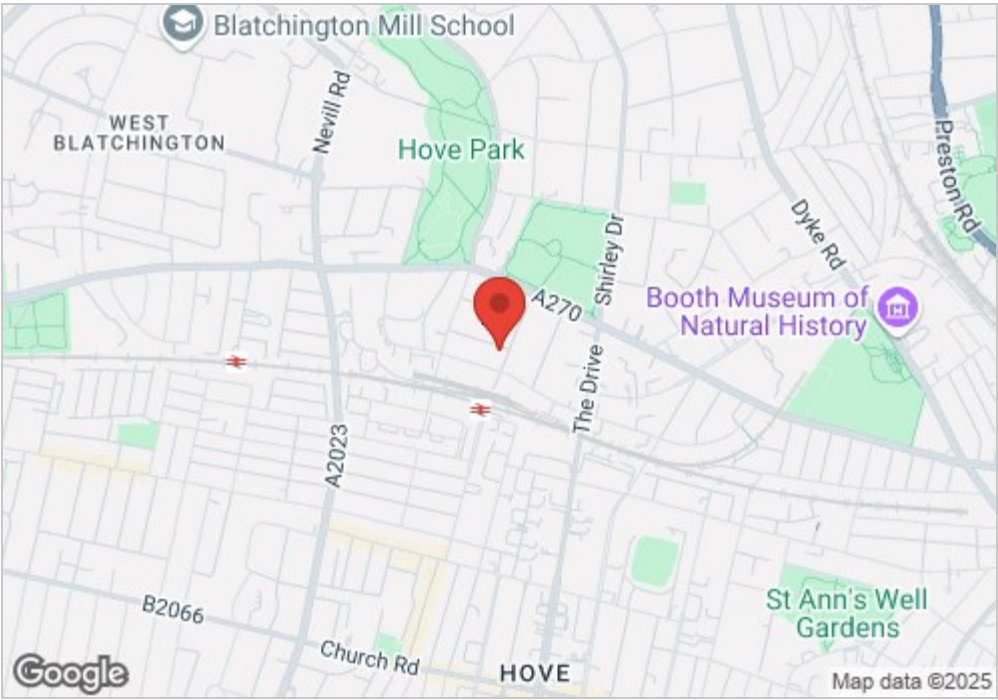 Blatchington Mill School
WEST
BLATCHINGTON
Nevill Rd
Hove Park
Preston Rd
Dyke Rd
Shirley Dr
A270
Booth Museum of
Natural History
The Drive
A2023
St Ann's Well
Gardens
B2066
Church Rd
HOVE
Google
Map data ©2025